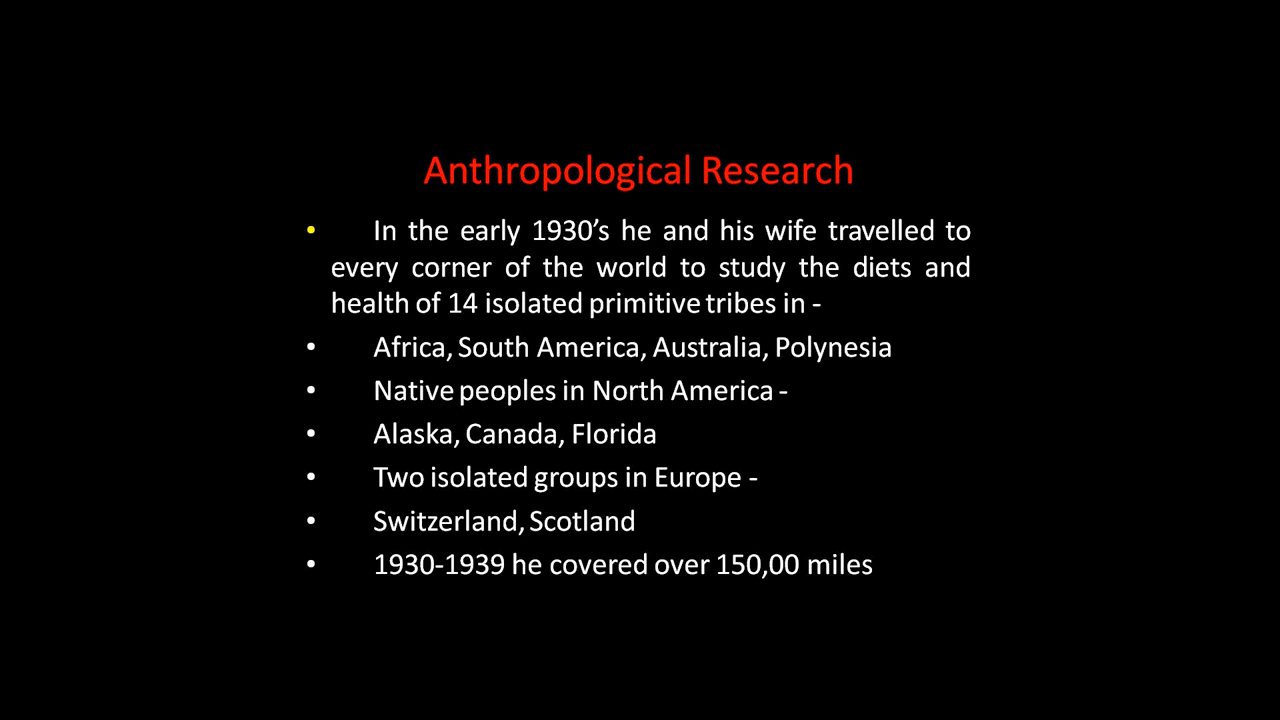 Anthropological Research
• In the early 1930’s he and his wife travelled to
every corner of the world to study the diets and
health of 14 isolated primitive tribes in -
• Africa, South America, Australia, Polynesia
• Native peoples in North America -
• Alaska, Canada, Florida
• Two isolated groups in Europe -
• Switzerland, Scotland
• 1930-1939 he covered over 150,00 miles